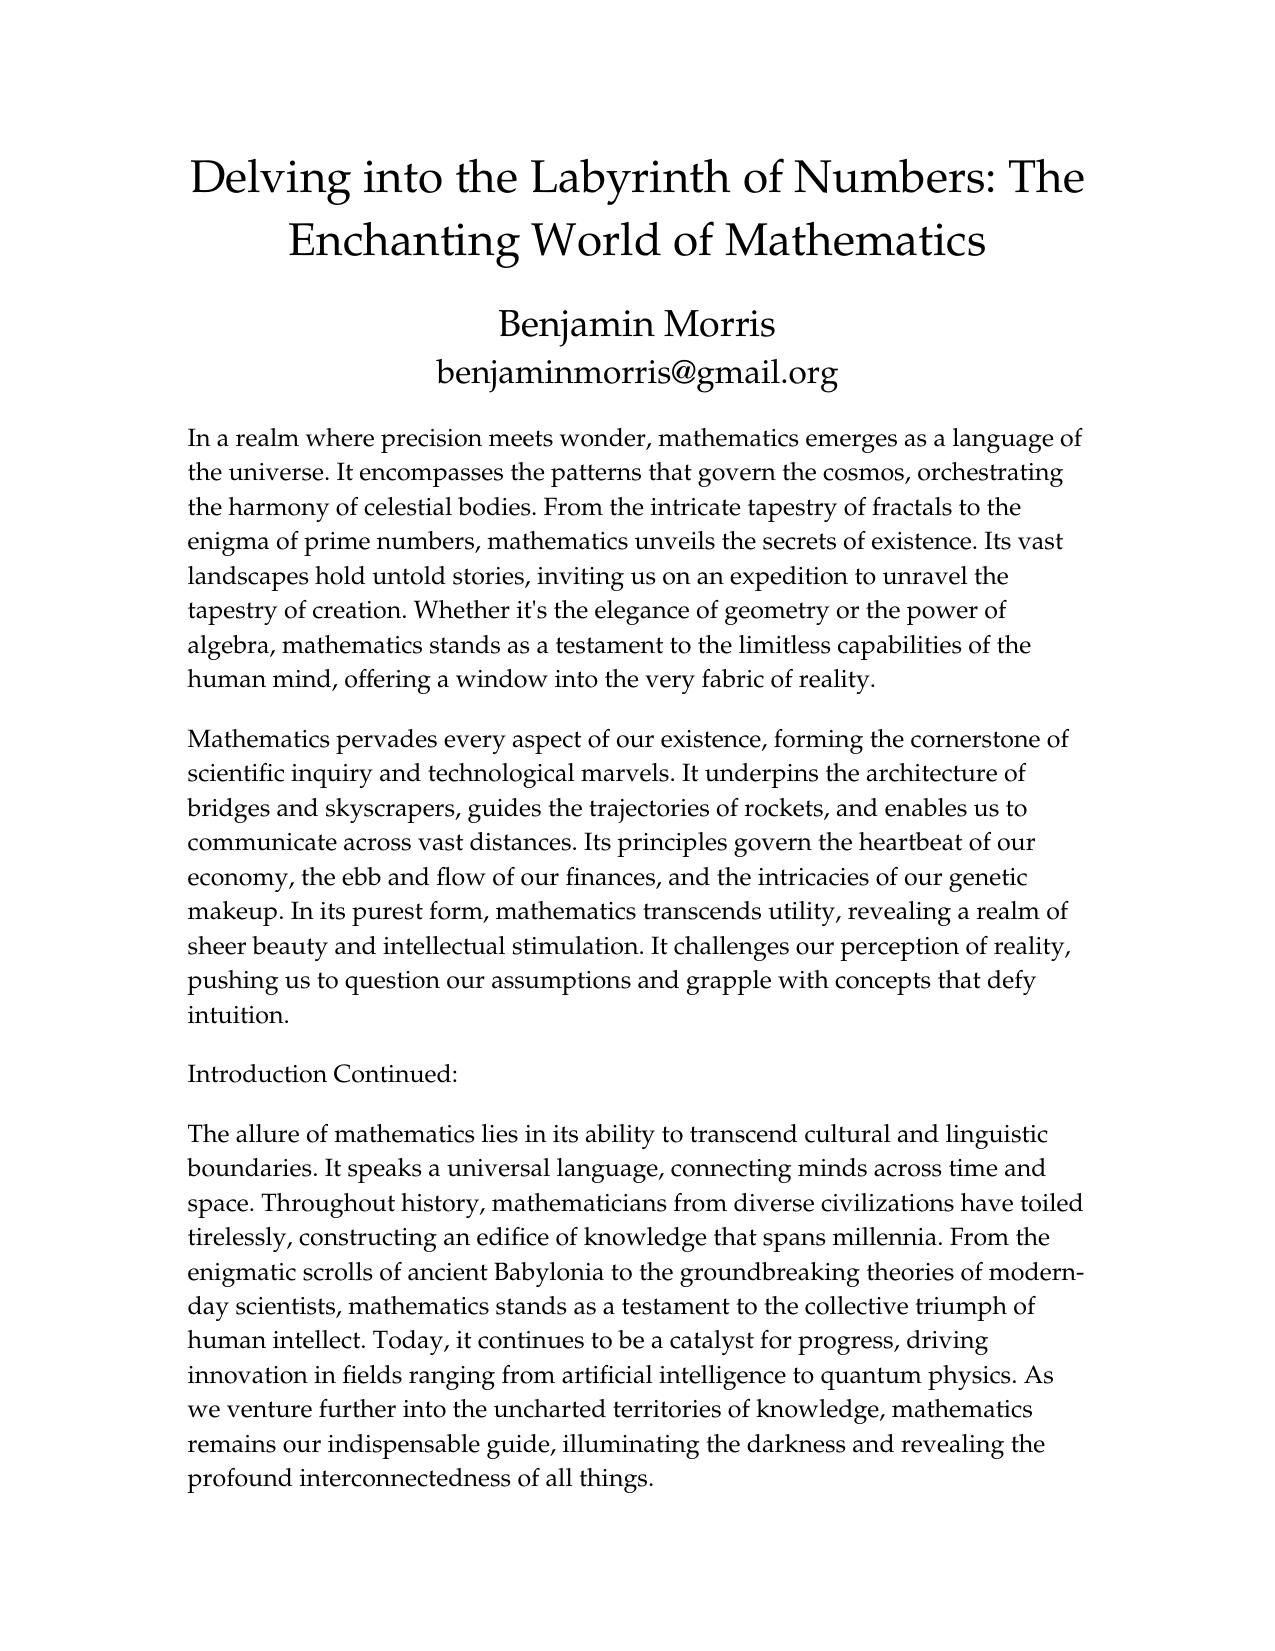 Delving into the Labyrinth of Numbers: The
Enchanting World of Mathematics
Benjamin Morris
benjaminmorris@gmail.org
In a realm where precision meets wonder, mathematics emerges as a language of
the universe. It encompasses the patterns that govern the cosmos, orchestrating
the harmony of celestial bodies. From the intricate tapestry of fractals to the
enigma of prime numbers, mathematics unveils the secrets of existence. Its vast
landscapes hold untold stories, inviting us on an expedition to unravel the
tapestry of creation. Whether it's the elegance of geometry or the power of
algebra, mathematics stands as a testament to the limitless capabilities of the
human mind, offering a window into the very fabric of reality.
Mathematics pervades every aspect of our existence, forming the cornerstone of
scientific inquiry and technological marvels. It underpins the architecture of
bridges and skyscrapers, guides the trajectories of rockets, and enables us to
communicate across vast distances. Its principles govern the heartbeat of our
economy, the ebb and flow of our finances, and the intricacies of our genetic
makeup. In its purest form, mathematics transcends utility, revealing a realm of
sheer beauty and intellectual stimulation. It challenges our perception of reality,
pushing us to question our assumptions and grapple with concepts that defy
intuition.
Introduction Continued:
The allure of mathematics lies in its ability to transcend cultural and linguistic
boundaries. It speaks a universal language, connecting minds across time and
space. Throughout history, mathematicians from diverse civilizations have toiled
tirelessly, constructing an edifice of knowledge that spans millennia. From the
enigmatic scrolls of ancient Babylonia to the groundbreaking theories of modern-
day scientists, mathematics stands as a testament to the collective triumph of
human intellect. Today, it continues to be a catalyst for progress, driving
innovation in fields ranging from artificial intelligence to quantum physics. As
we venture further into the uncharted territories of knowledge, mathematics
remains our indispensable guide, illuminating the darkness and revealing the
profound interconnectedness of all things.